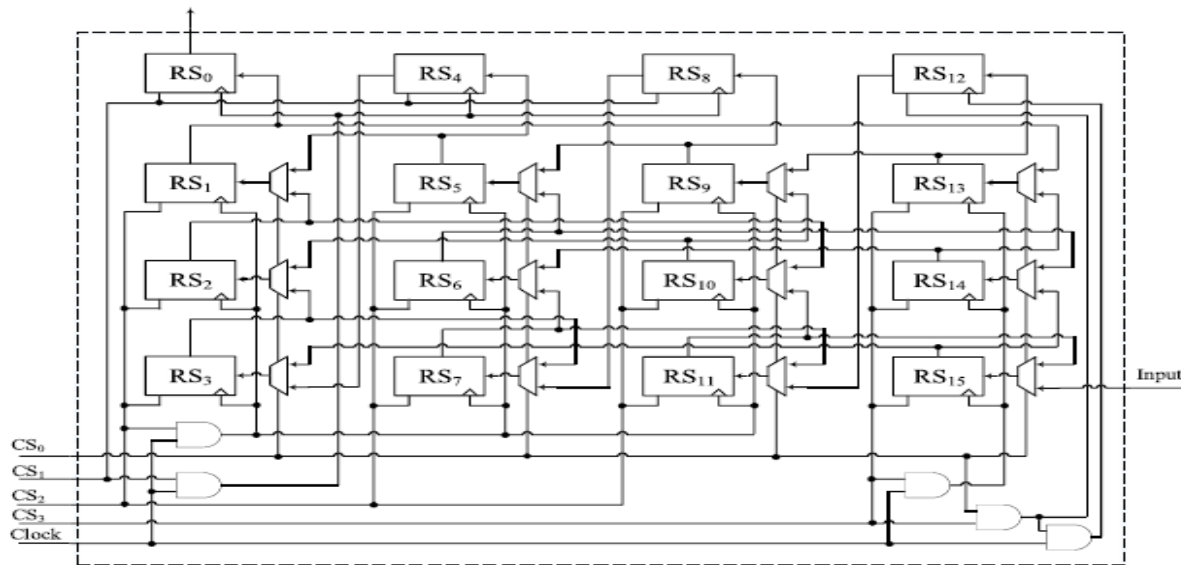 RS₀ RS₄ RS₈ RS₁₂
RS₁ RS₅ RS₉ RS₁₃
RS₂ RS₆ RS₁₀ RS₁₄
RS₃ RS₇ RS₁₁ RS₁₅
Input
CS₀
CS₁
CS₂
CS₃
Clock